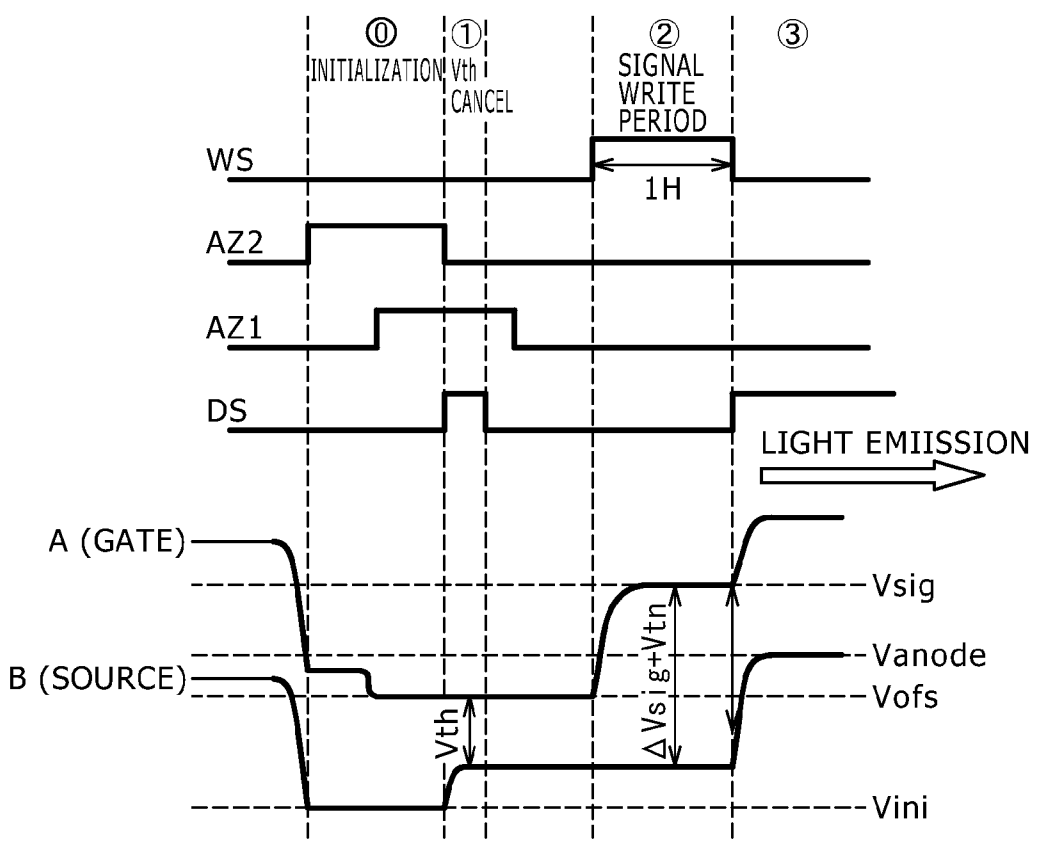 ⓪ ① ② ③
INITIALIZATION
Vth
CANCEL
SIGNAL
WRITE
PERIOD
WS
1H
AZ2
AZ1
DS
LIGHT EMIISSION
A (GATE)
Vsig
Vanode
B (SOURCE)
Vofs
Vth
△Vsig+Vtn
Vini